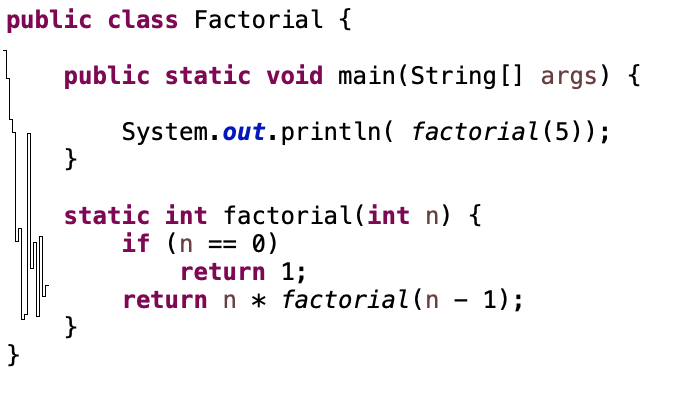 public class Factorial {
public static void main(String[] args) {
System.out.println( factorial(5));
}
static int factorial(int n) {
if (n == 0)
return 1;
return n * factorial(n - 1);
}
}